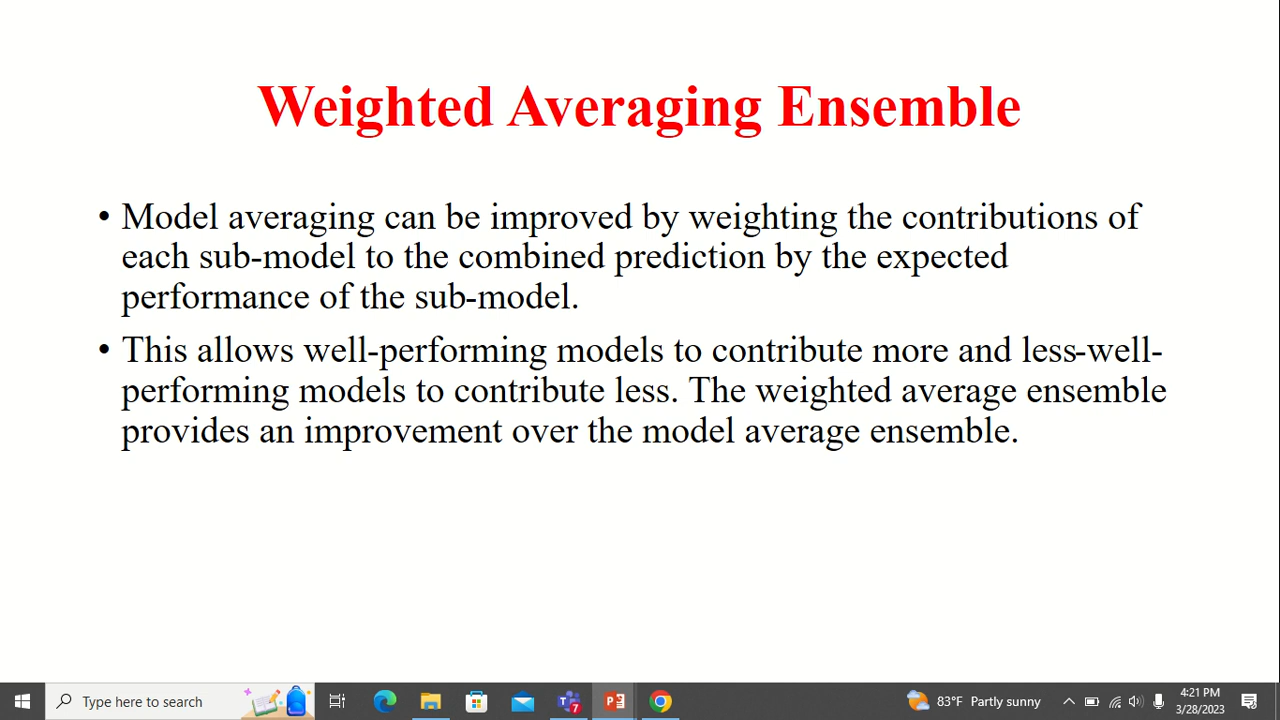 Weighted Averaging Ensemble
• Model averaging can be improved by weighting the contributions of
each sub-model to the combined prediction by the expected
performance of the sub-model.
• This allows well-performing models to contribute more and less-well-
performing models to contribute less. The weighted average ensemble
provides an improvement over the model average ensemble.
Type here to search
7
P
83°F Partly sunny
4:21 PM
3/28/2023